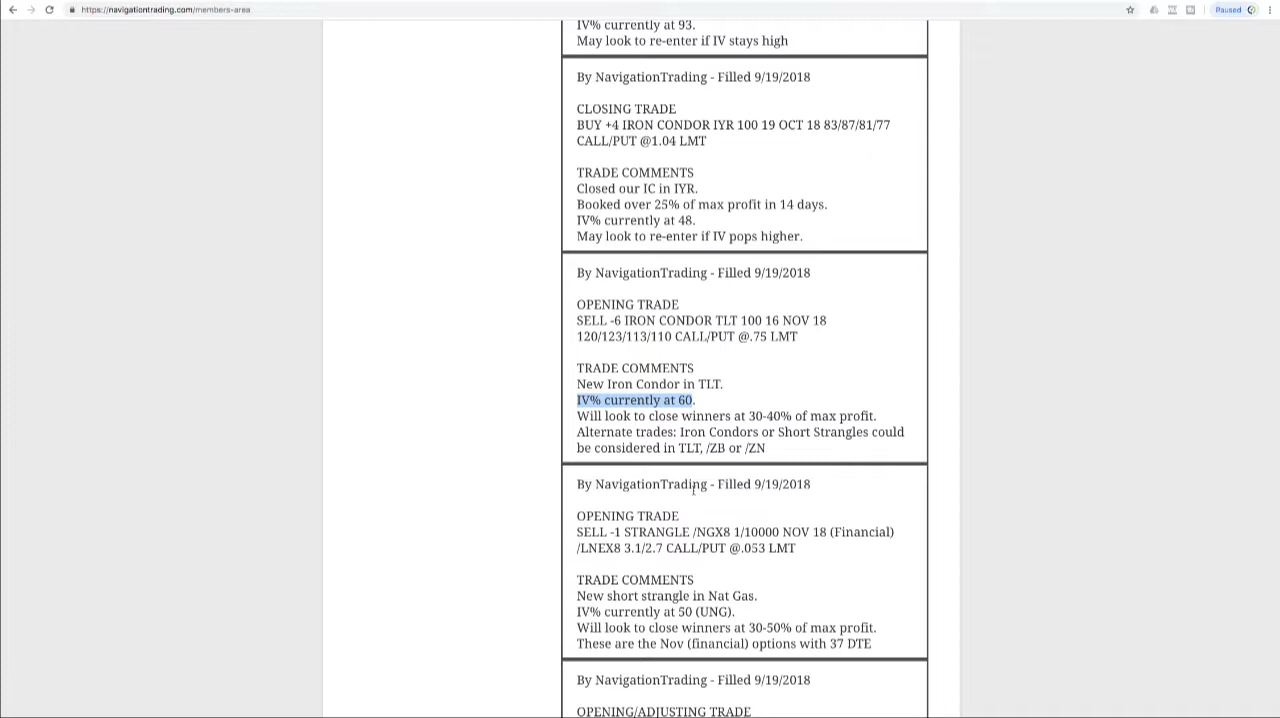 https://navigationtrading.com/members-area
Paused
IV% currently at 93.
May look to re-enter if IV stays high
By NavigationTrading - Filled 9/19/2018
CLOSING TRADE
BUY +4 IRON CONDOR IYR 100 19 OCT 18 83/87/81/77
CALL/PUT @1.04 LMT
TRADE COMMENTS
Closed our IC in IYR.
Booked over 25% of max profit in 14 days.
IV% currently at 48.
May look to re-enter if IV pops higher.
By NavigationTrading - Filled 9/19/2018
OPENING TRADE
SELL -6 IRON CONDOR TLT 100 16 NOV 18
120/123/113/110 CALL/PUT @.75 LMT
TRADE COMMENTS
New Iron Condor in TLT.
IV% currently at 60.
Will look to close winners at 30-40% of max profit.
Alternate trades: Iron Condors or Short Strangles could
be considered in TLT, /ZB or /ZN
By NavigationTrading - Filled 9/19/2018
OPENING TRADE
SELL -1 STRANGLE /NGX8 1/10000 NOV 18 (Financial)
/LNEX8 3.1/2.7 CALL/PUT @.053 LMT
TRADE COMMENTS
New short strangle in Nat Gas.
IV% currently at 50 (UNG).
Will look to close winners at 30-50% of max profit.
These are the Nov (financial) options with 37 DTE
By NavigationTrading - Filled 9/19/2018
OPENING/ADJUSTING TRADE